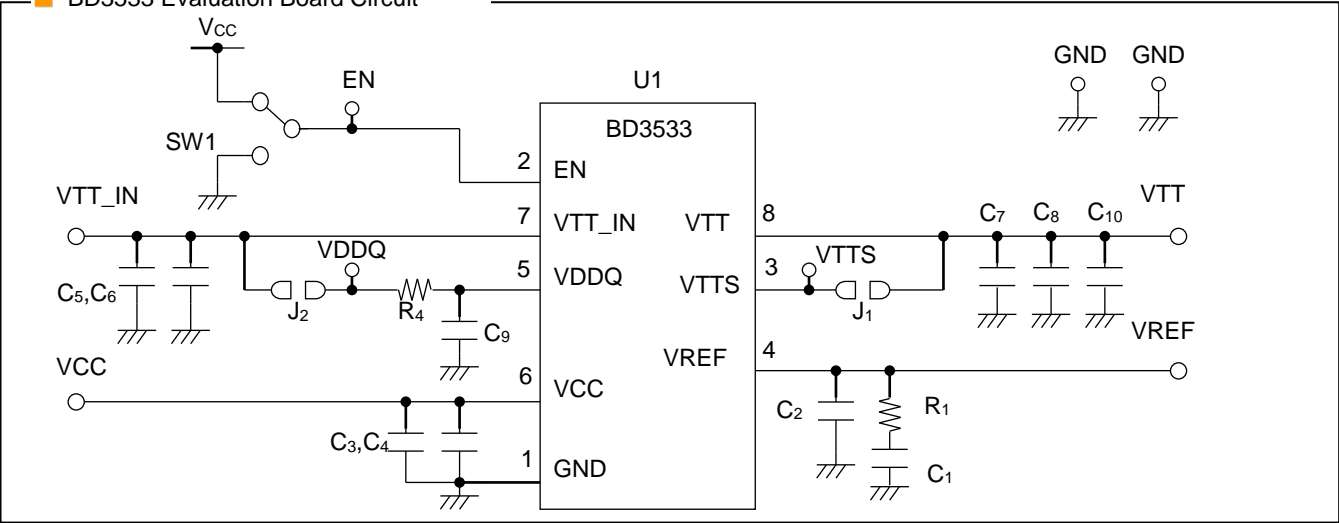 BD3533 Evaluation Board Circuit
VCC
EN
SW1
U1
BD3533
GND GND
VTT_IN
2 EN
7 VTT_IN
VTT 8
C7 C8 C10
VTT
VDDQ
5 VDDQ
VTTS 3
VTTS
C5,C6
J2
R4
C9
J1
VREF 4
VREF
VCC
6 VCC
C3,C4
1 GND
C2
R1
C1